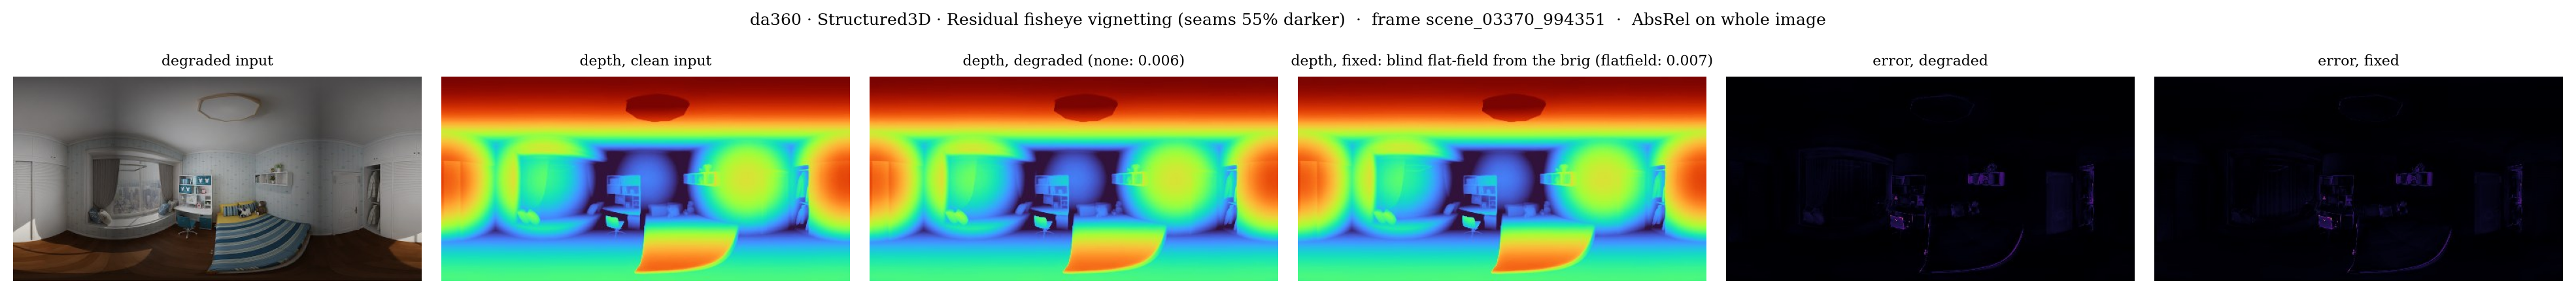 da360 · Structured3D · Residual fisheye vignetting (seams 55% darker) · frame scene_03370_994351 · AbsRel on whole image
degraded input
depth, clean input
depth, degraded (none: 0.006)
depth, fixed: blind flat-field from the brig (flatfield: 0.007)
error, degraded
error, fixed